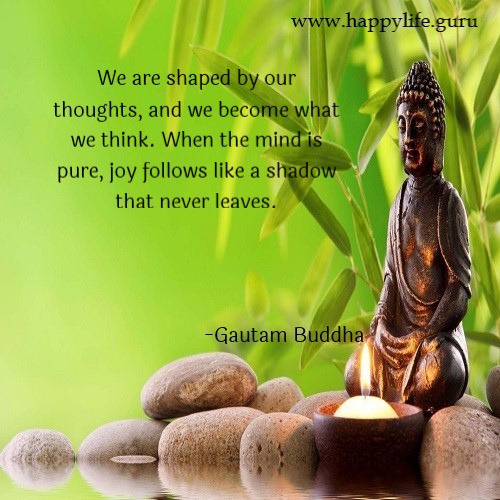 www.happylife.guru
We are shaped by our
thoughts, and we become what
we think. When the mind is
pure, joy follows like a shadow
that never leaves.
-Gautam Buddha